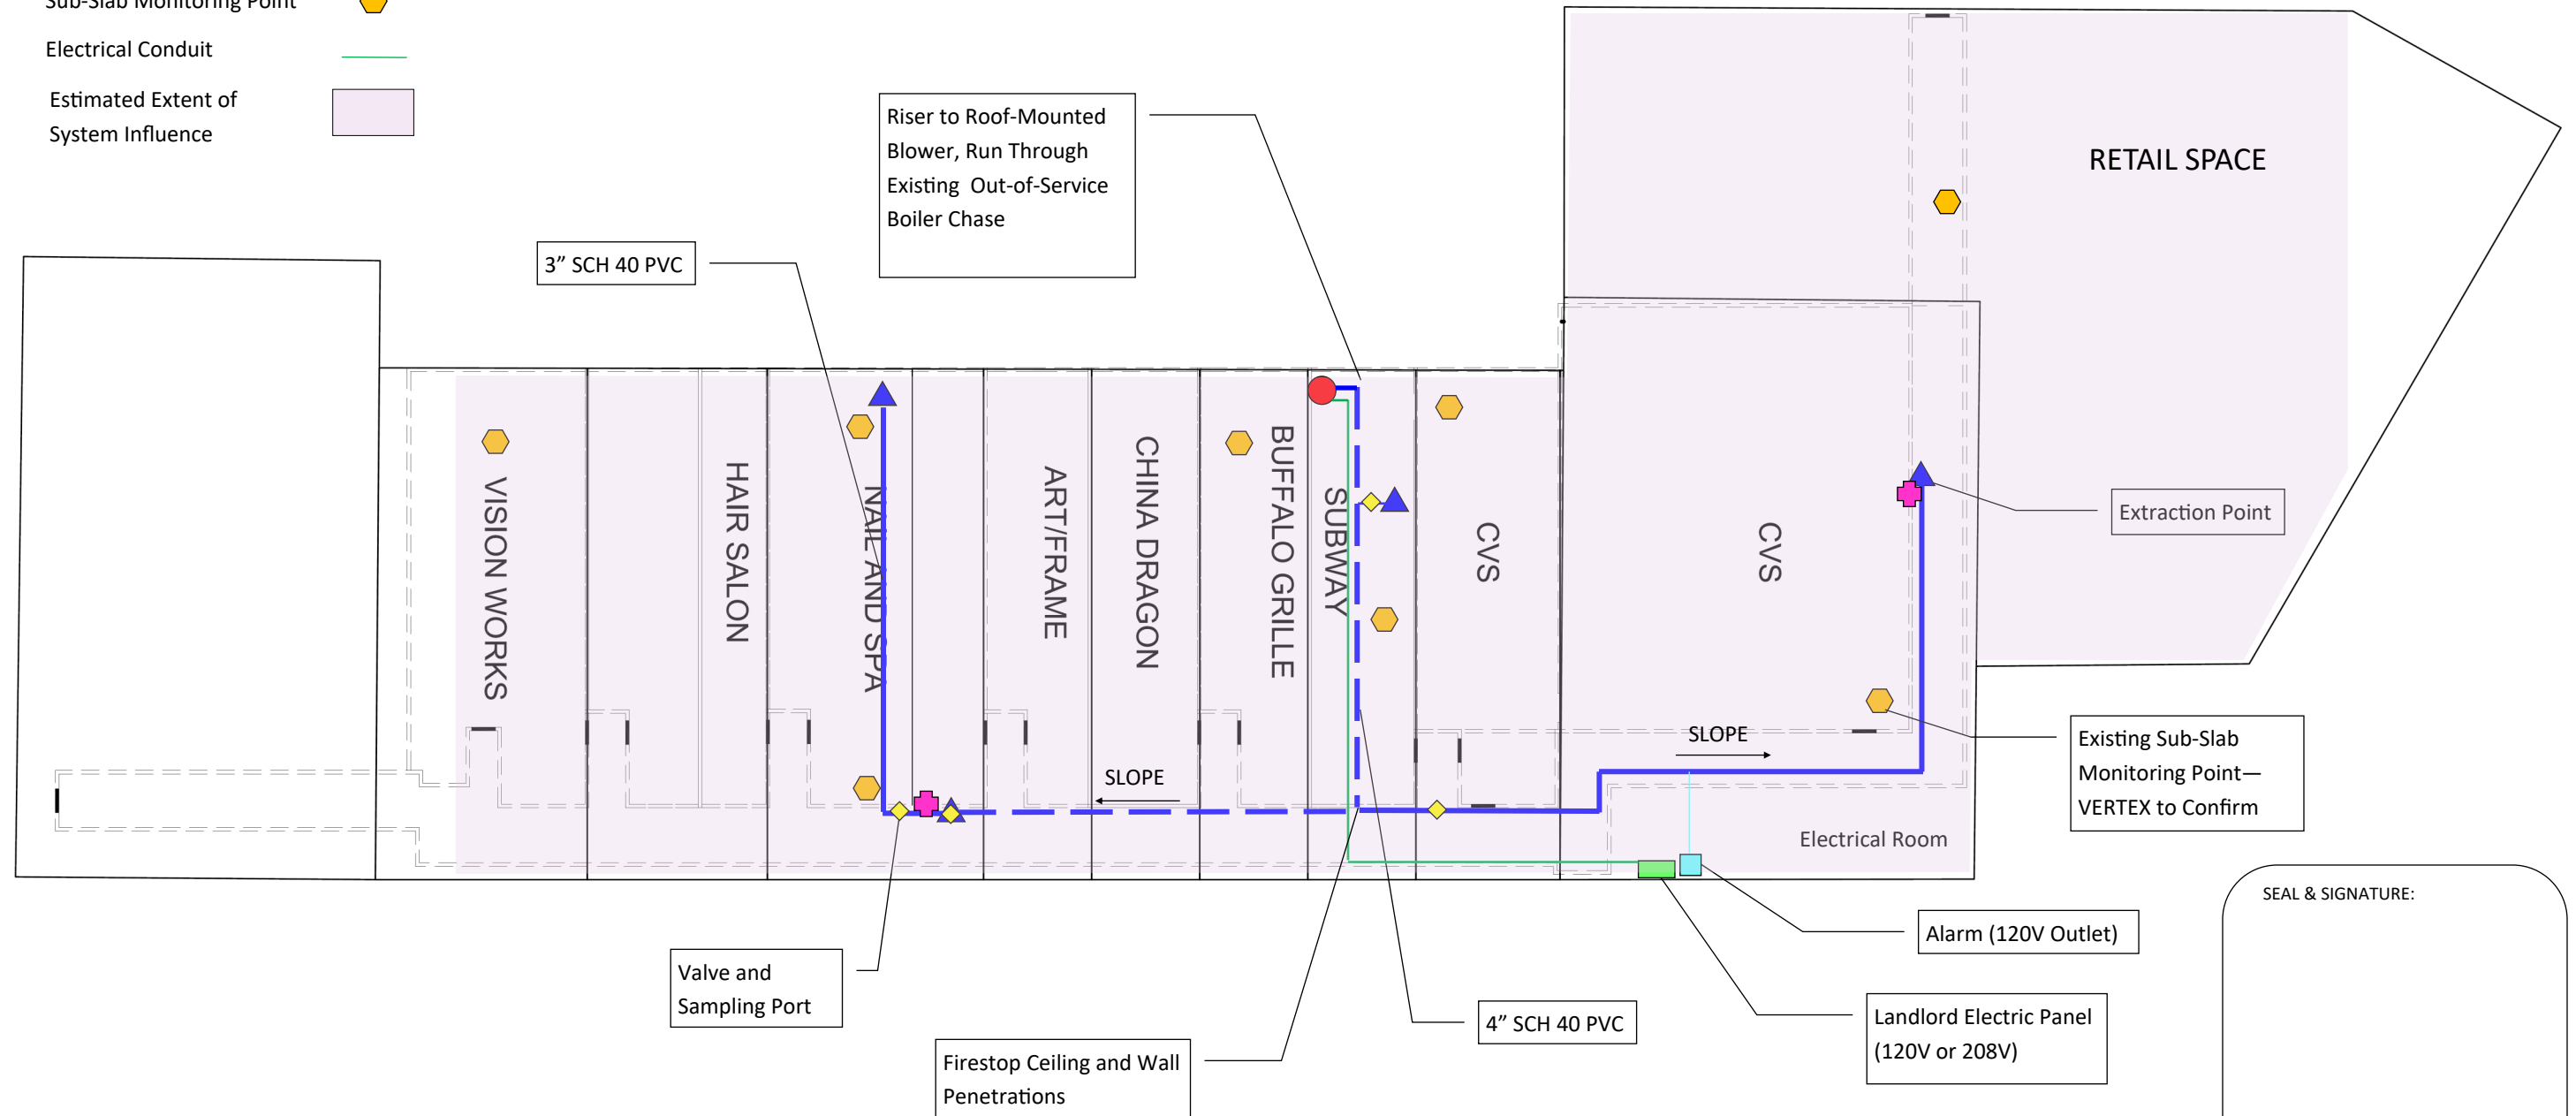 Sub-Slab Monitoring Point
Electrical Conduit
Estimated Extent of
System Influence
Riser to Roof-Mounted
Blower, Run Through
Existing Out-of-Service
Boiler Chase
3” SCH 40 PVC
RETAIL SPACE
Extraction Point
VISION WORKS
HAIR SALON
NAIL AND SPA
ART/FRAME
CHINA DRAGON
BUFFALO GRILLE
SUBWAY
CVS
CVS
SLOPE
SLOPE
Existing Sub-Slab
Monitoring Point—
VERTEX to Confirm
Electrical Room
SEAL & SIGNATURE:
Alarm (120V Outlet)
Valve and
Sampling Port
4” SCH 40 PVC
Landlord Electric Panel
(120V or 208V)
Firestop Ceiling and Wall
Penetrations